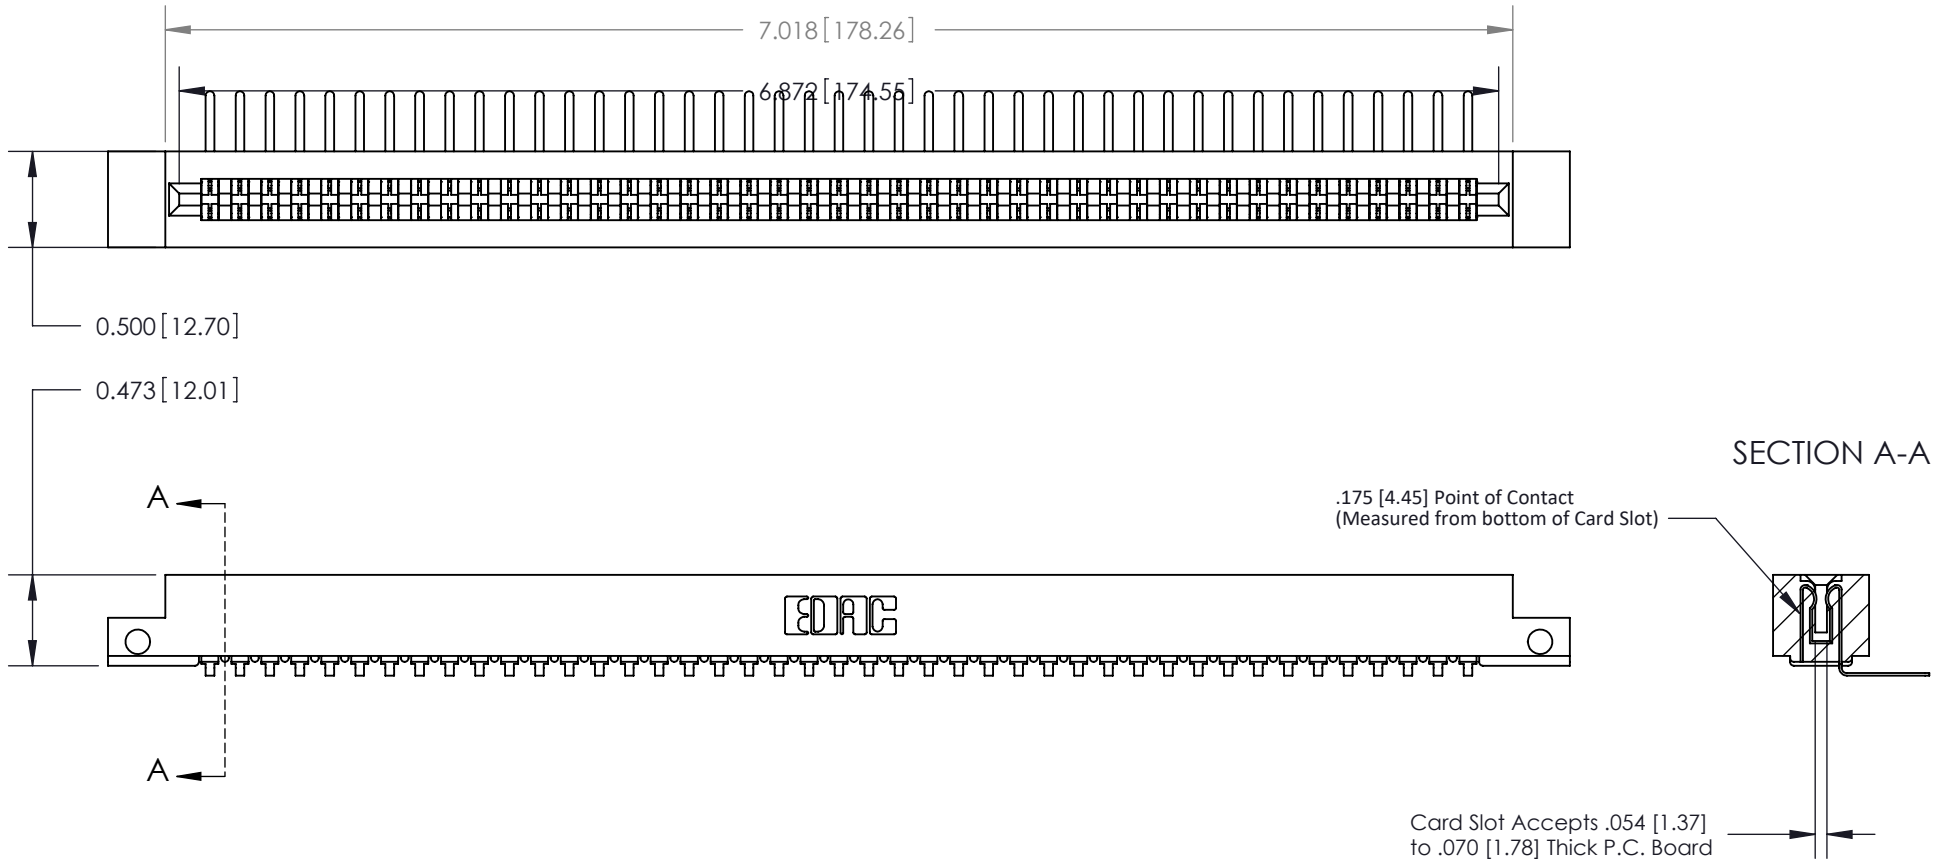 7.018[178.26]
6.872[174.55]
0.500[12.70]
0.473[12.01]
SECTION A-A
A
.175 [4.45] Point of Contact
(Measured from bottom of Card Slot)
EDAC
A
Card Slot Accepts .054 [1.37]
to .070 [1.78] Thick P.C. Board